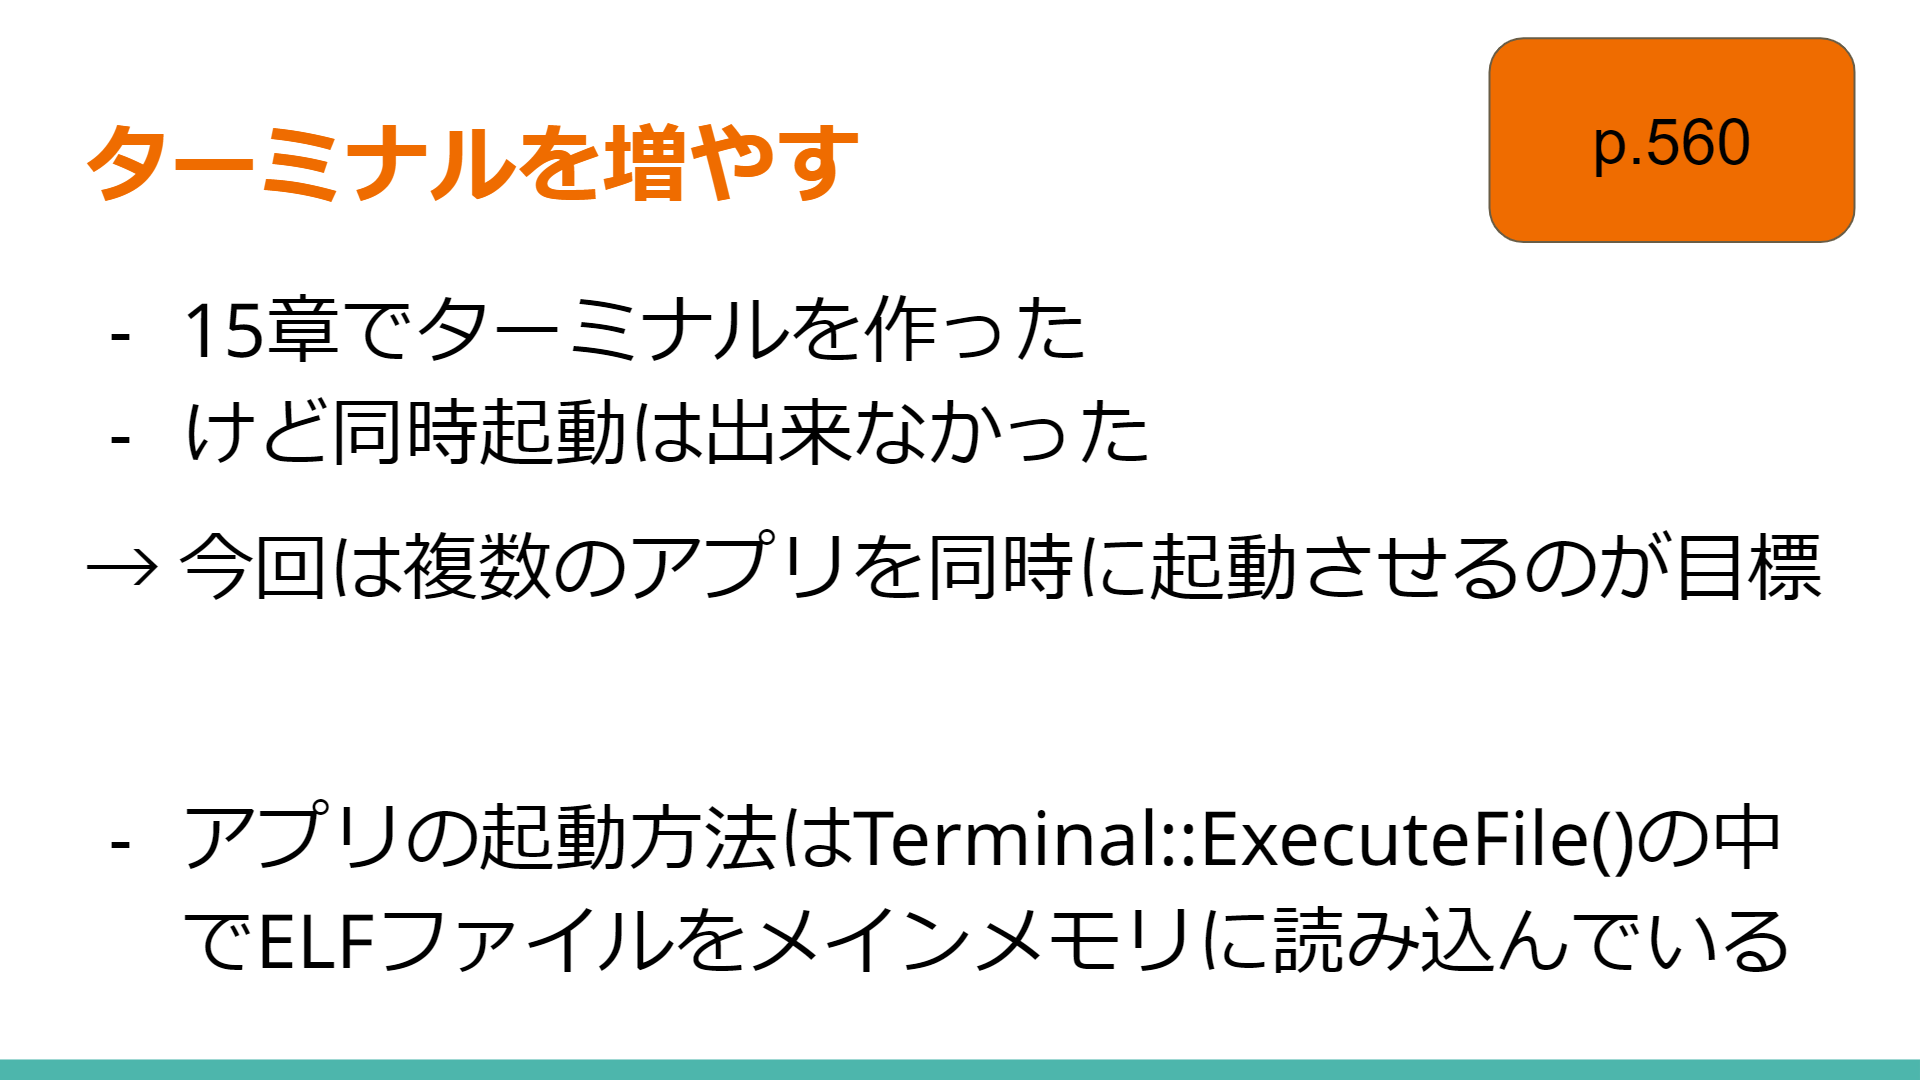 ターミナルを増やす
p.560
- 15章でターミナルを作った
- けど同時起動は出来なかった
→ 今回は複数のアプリを同時に起動させるのが目標
- アプリの起動方法はTerminal::ExecuteFile()の中
でELFファイルをメインメモリに読み込んでいる